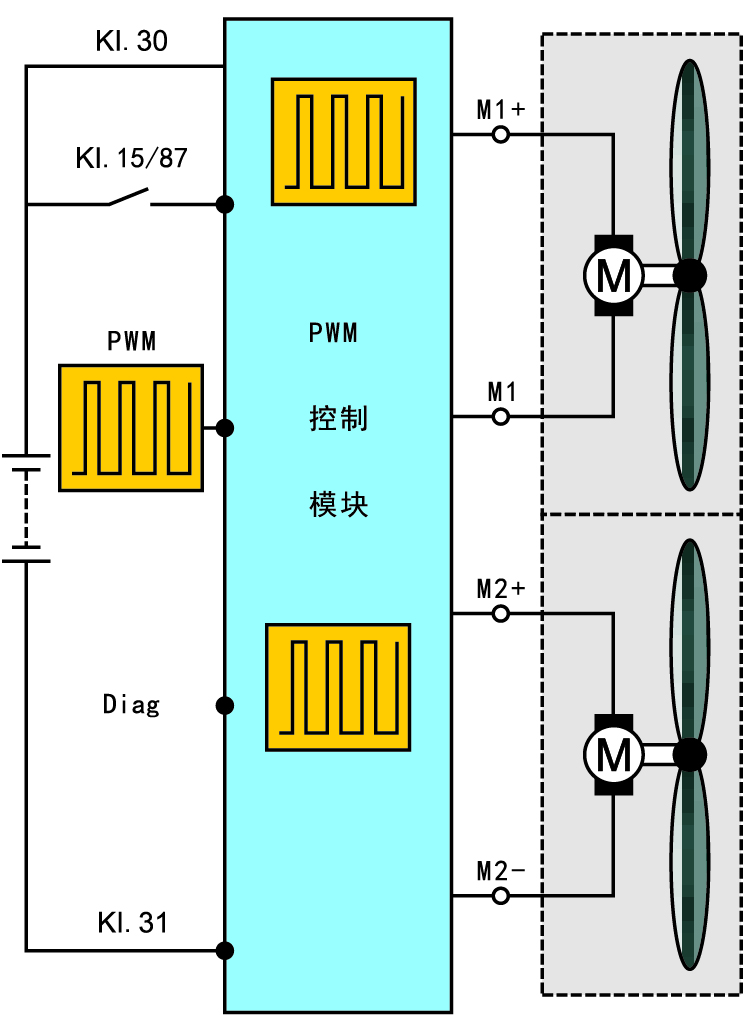 Kl. 30
Kl. 15/87
PWM
Diag
Kl. 31
PWM
控制
模块
M1+
M
M1
M2+
M
M2-